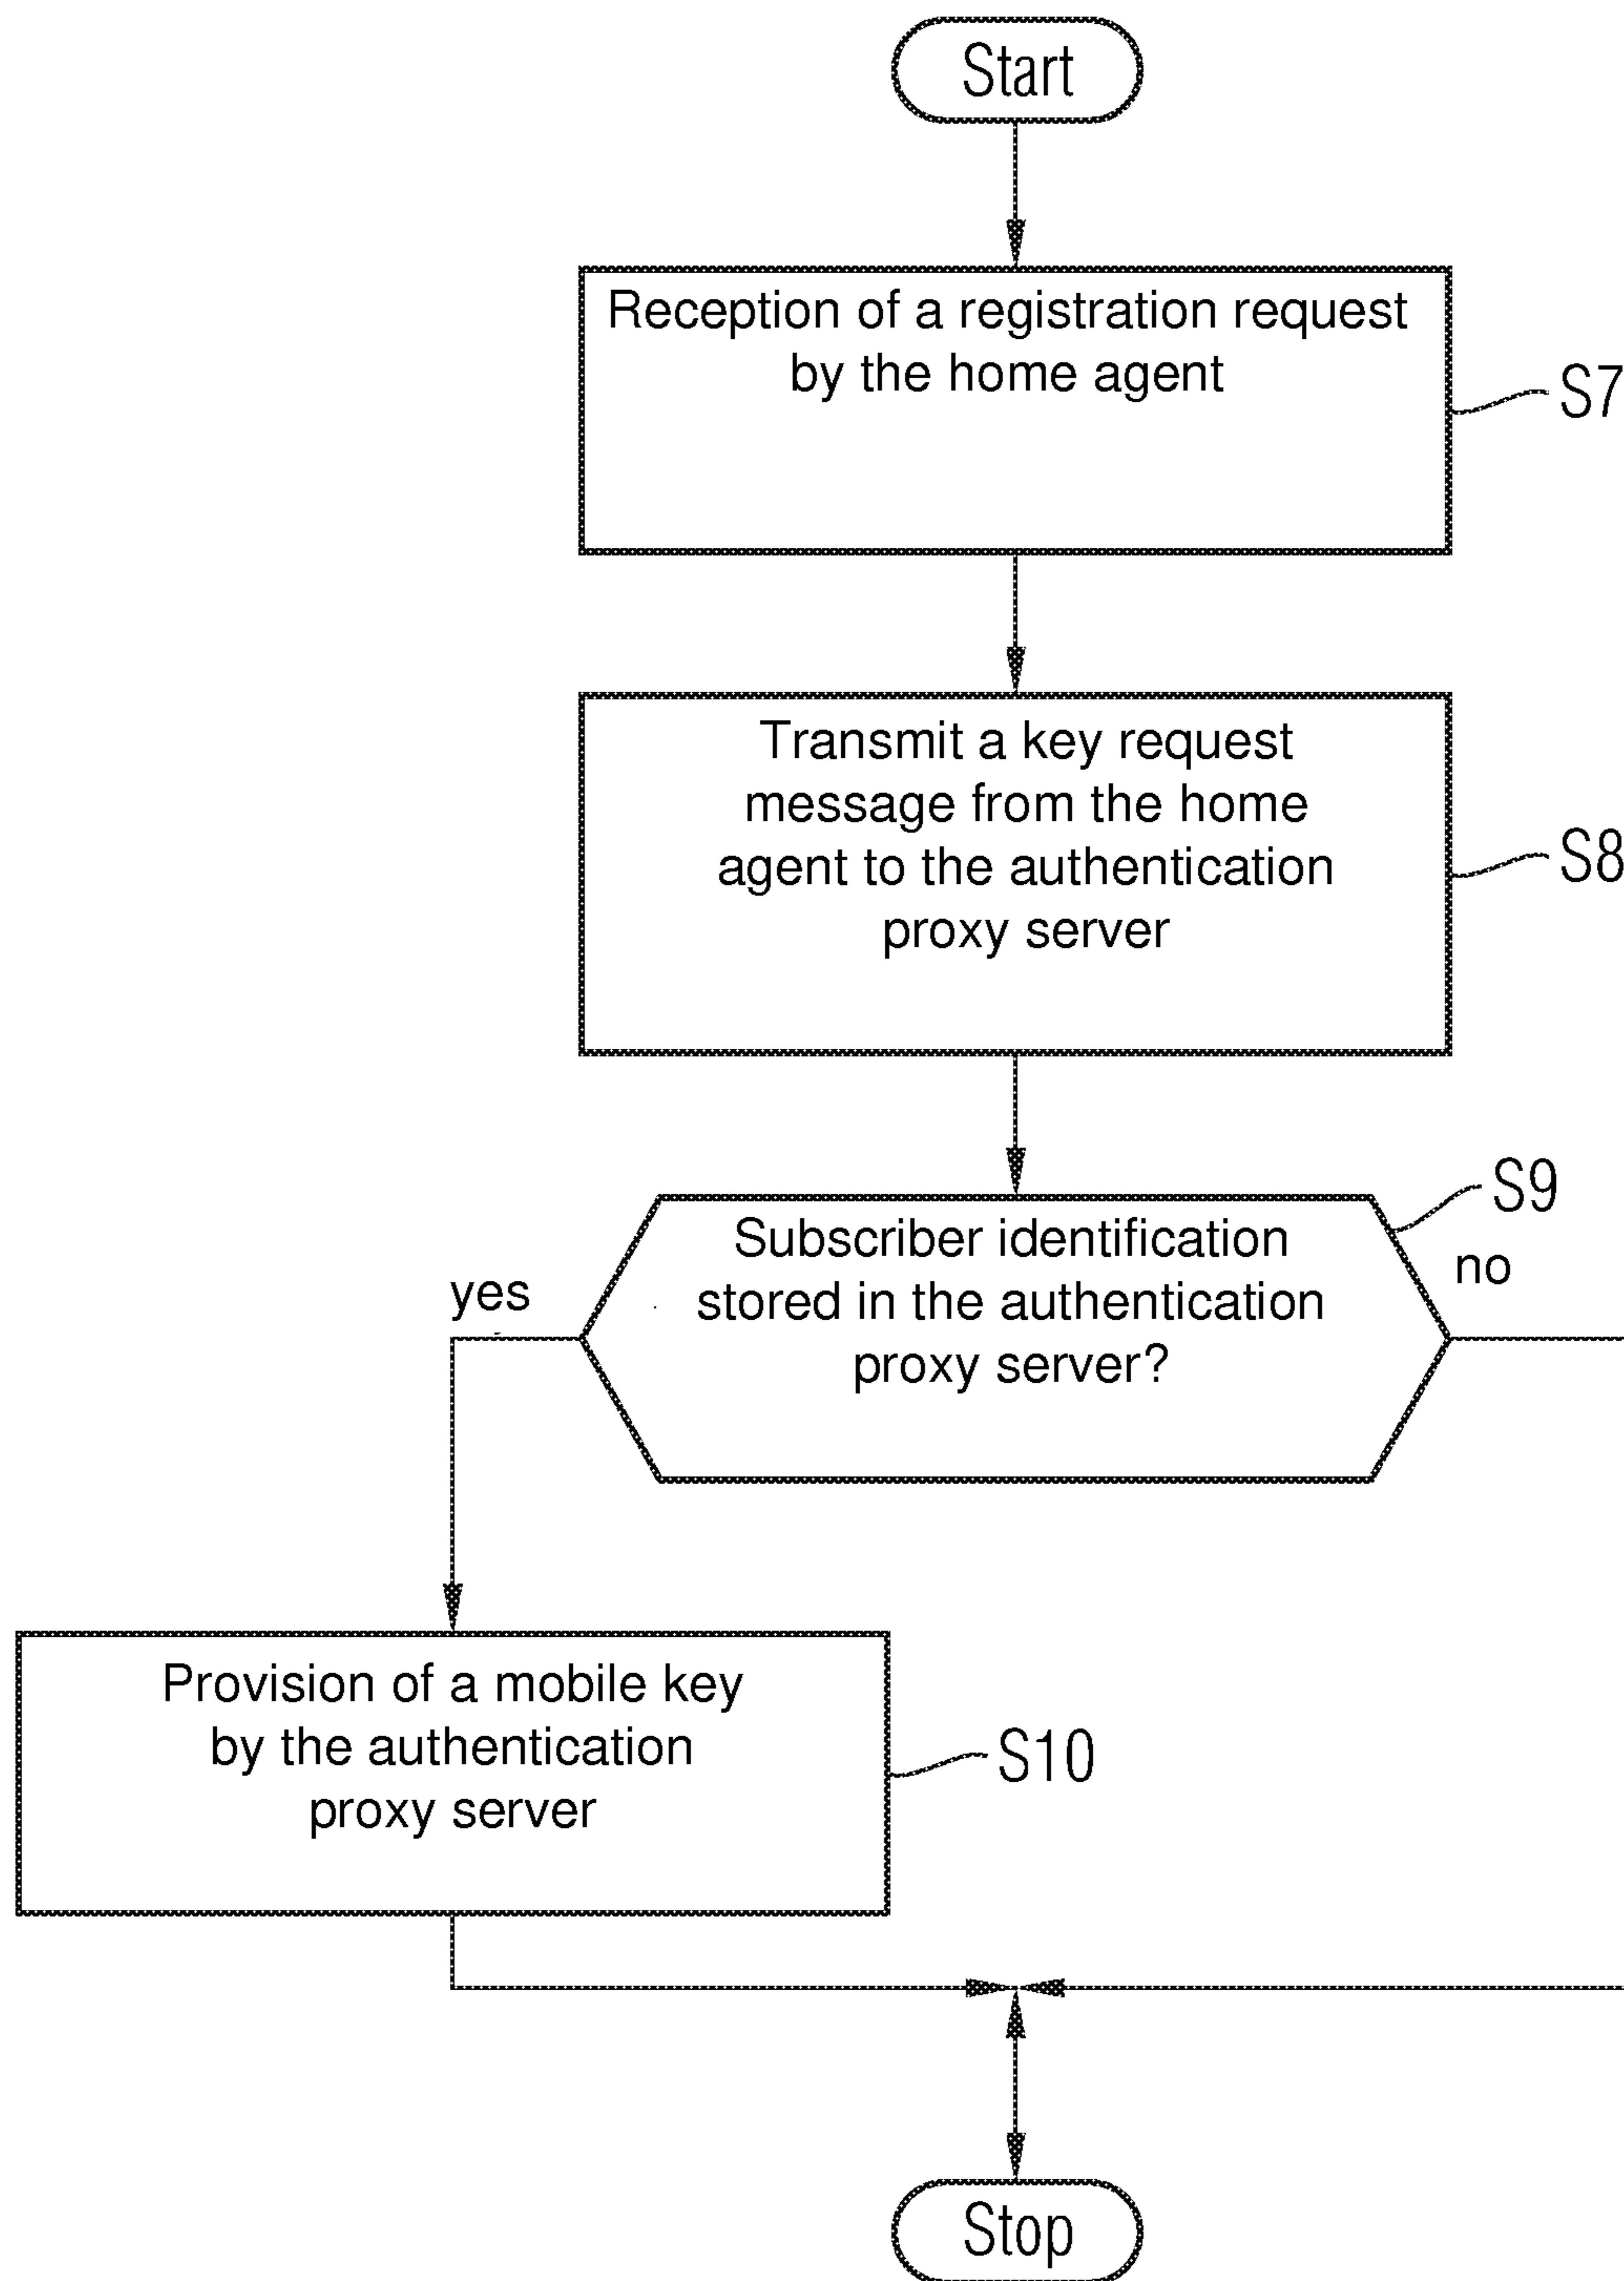 Start
Reception of a registration request
by the home agent
S7
Transmit a key request
message from the home
agent to the authentication
proxy server
S8
S9
Subscriber identification
stored in the authentication
proxy server?
yes
no
Provision of a mobile key
by the authentication
proxy server
S10
Stop